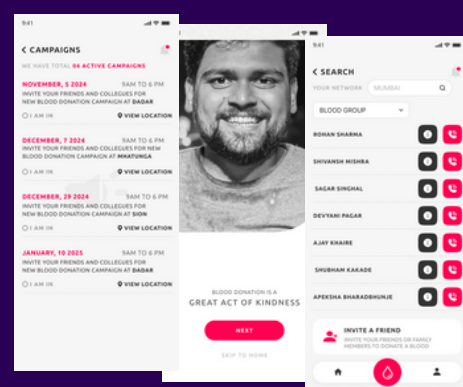 9:41
CAMPAIGNS
WE HAVE TOTAL 04 ACTIVE CAMPAIGNS
NOVEMBER, 5 2024 9AM TO 6 PM
INVITE YOUR FRIENDS AND COLLEGUES FOR
NEW BLOOD DONATION CAMPAIGN AT DADAR
I AM IN VIEW LOCATION
DECEMBER, 7 2024 9AM TO 6 PM
INVITE YOUR FRIENDS AND COLLEGUES FOR NEW
BLOOD DONATION CAMPAIGN AT MHATUNGA
I AM IN VIEW LOCATION
DECEMBER, 29 2024 9AM TO 6 PM
INVITE YOUR FRIENDS AND COLLEGUES FOR
NEW BLOOD DONATION CAMPAIGN AT SION
I AM IN VIEW LOCATION
JANUARY, 10 2025 9AM TO 6 PM
INVITE YOUR FRIENDS AND COLLEGUES FOR
NEW BLOOD DONATION CAMPAIGN AT DADAR
I AM IN VIEW LOCATION
BLOOD DONATION IS A
GREAT ACT OF KINDNESS
NEXT
SKIP TO HOME
9:41
SEARCH
YOUR NETWORK MUMBAI
BLOOD GROUP
ROHAN SHARMA
SHIVANSH MISHRA
SAGAR SINGHAL
DEVYANI PAGAR
AJAY KHAIRE
SHUBHAM KAKADE
APEKSHA BHARADBHUNJE
INVITE A FRIEND
INVITE YOUR FRIENDS OR FAMILY
MEMBERS TO DONATE A BLOOD